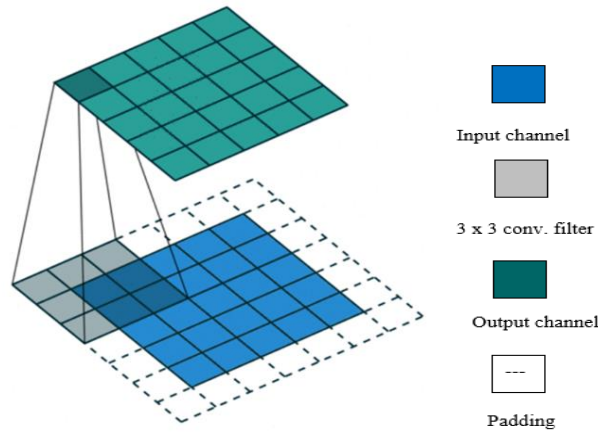 Input channel
3 x 3 conv. filter
Output channel
---
Padding